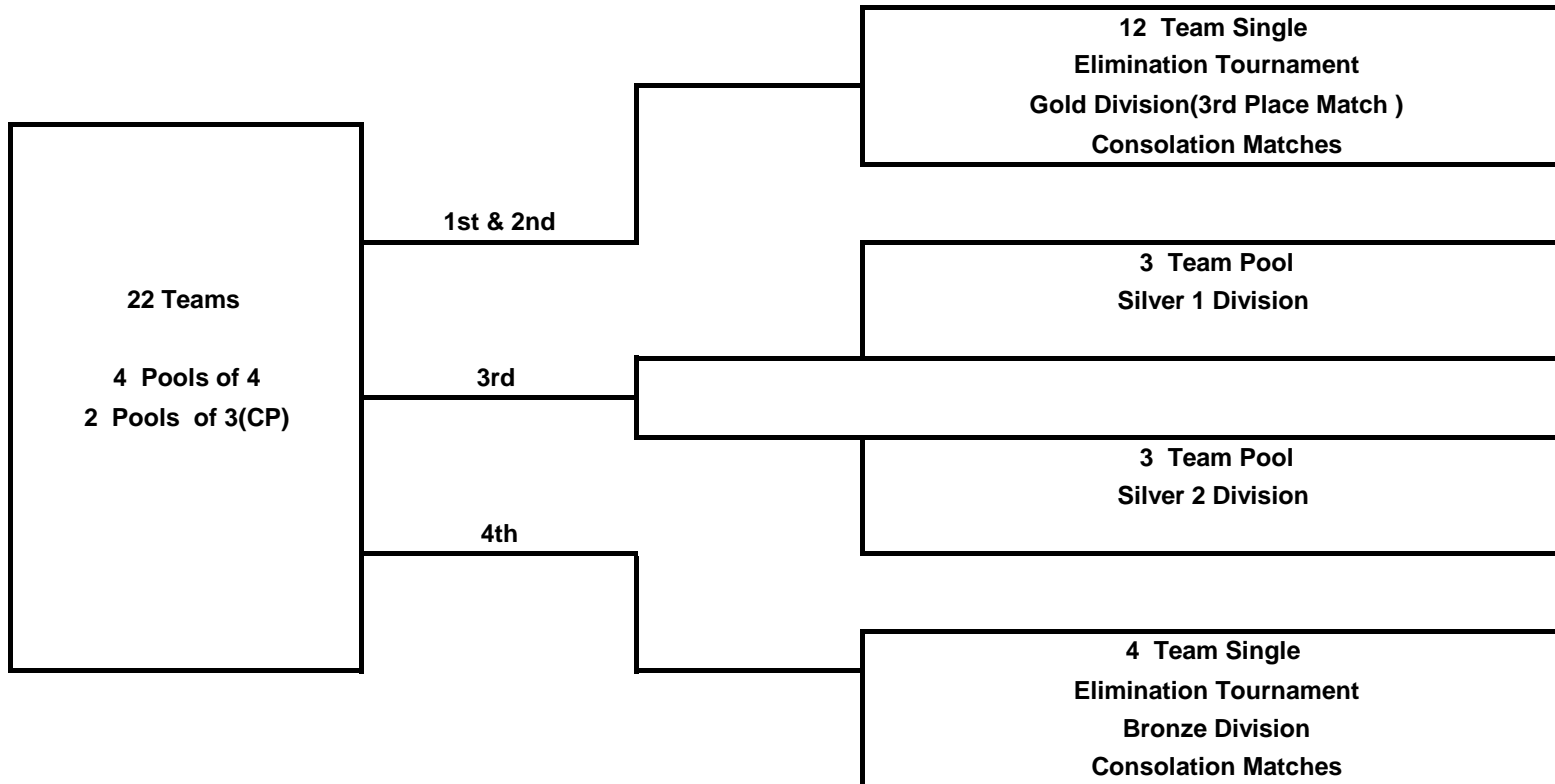 22 Teams
4 Pools of 4
2 Pools of 3(CP)
1st & 2nd
3rd
4th
12 Team Single
Elimination Tournament
Gold Division(3rd Place Match )
Consolation Matches
3 Team Pool
Silver 1 Division
3 Team Pool
Silver 2 Division
4 Team Single
Elimination Tournament
Bronze Division
Consolation Matches